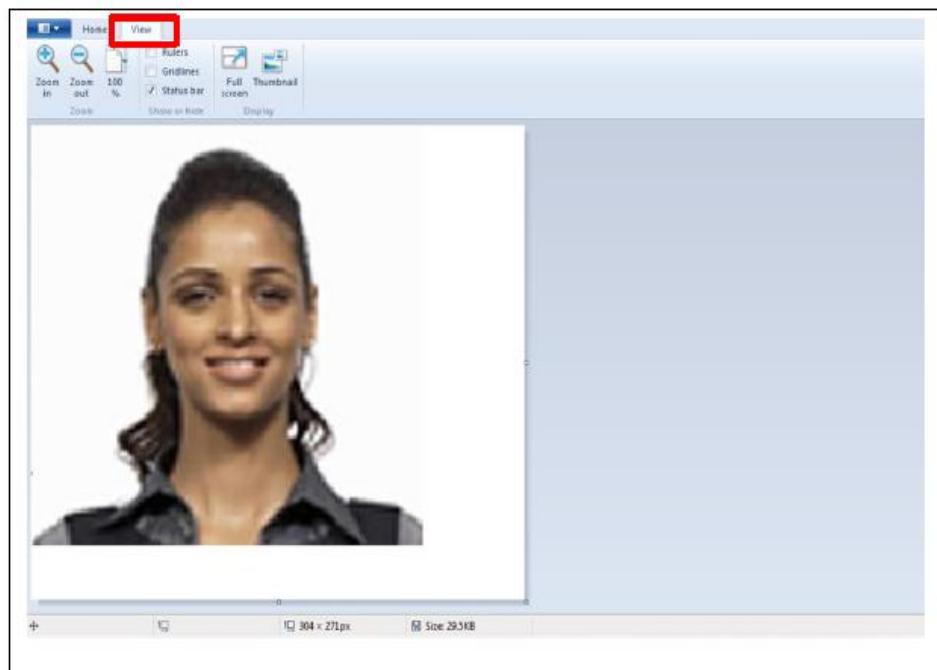 Home View
Rulers
Gridlines
Status bar
Zoom in
Zoom out
100 %
Full screen
Thumbnail
Zoom
Show or hide
Display
304 × 271px
Size: 29.5KB